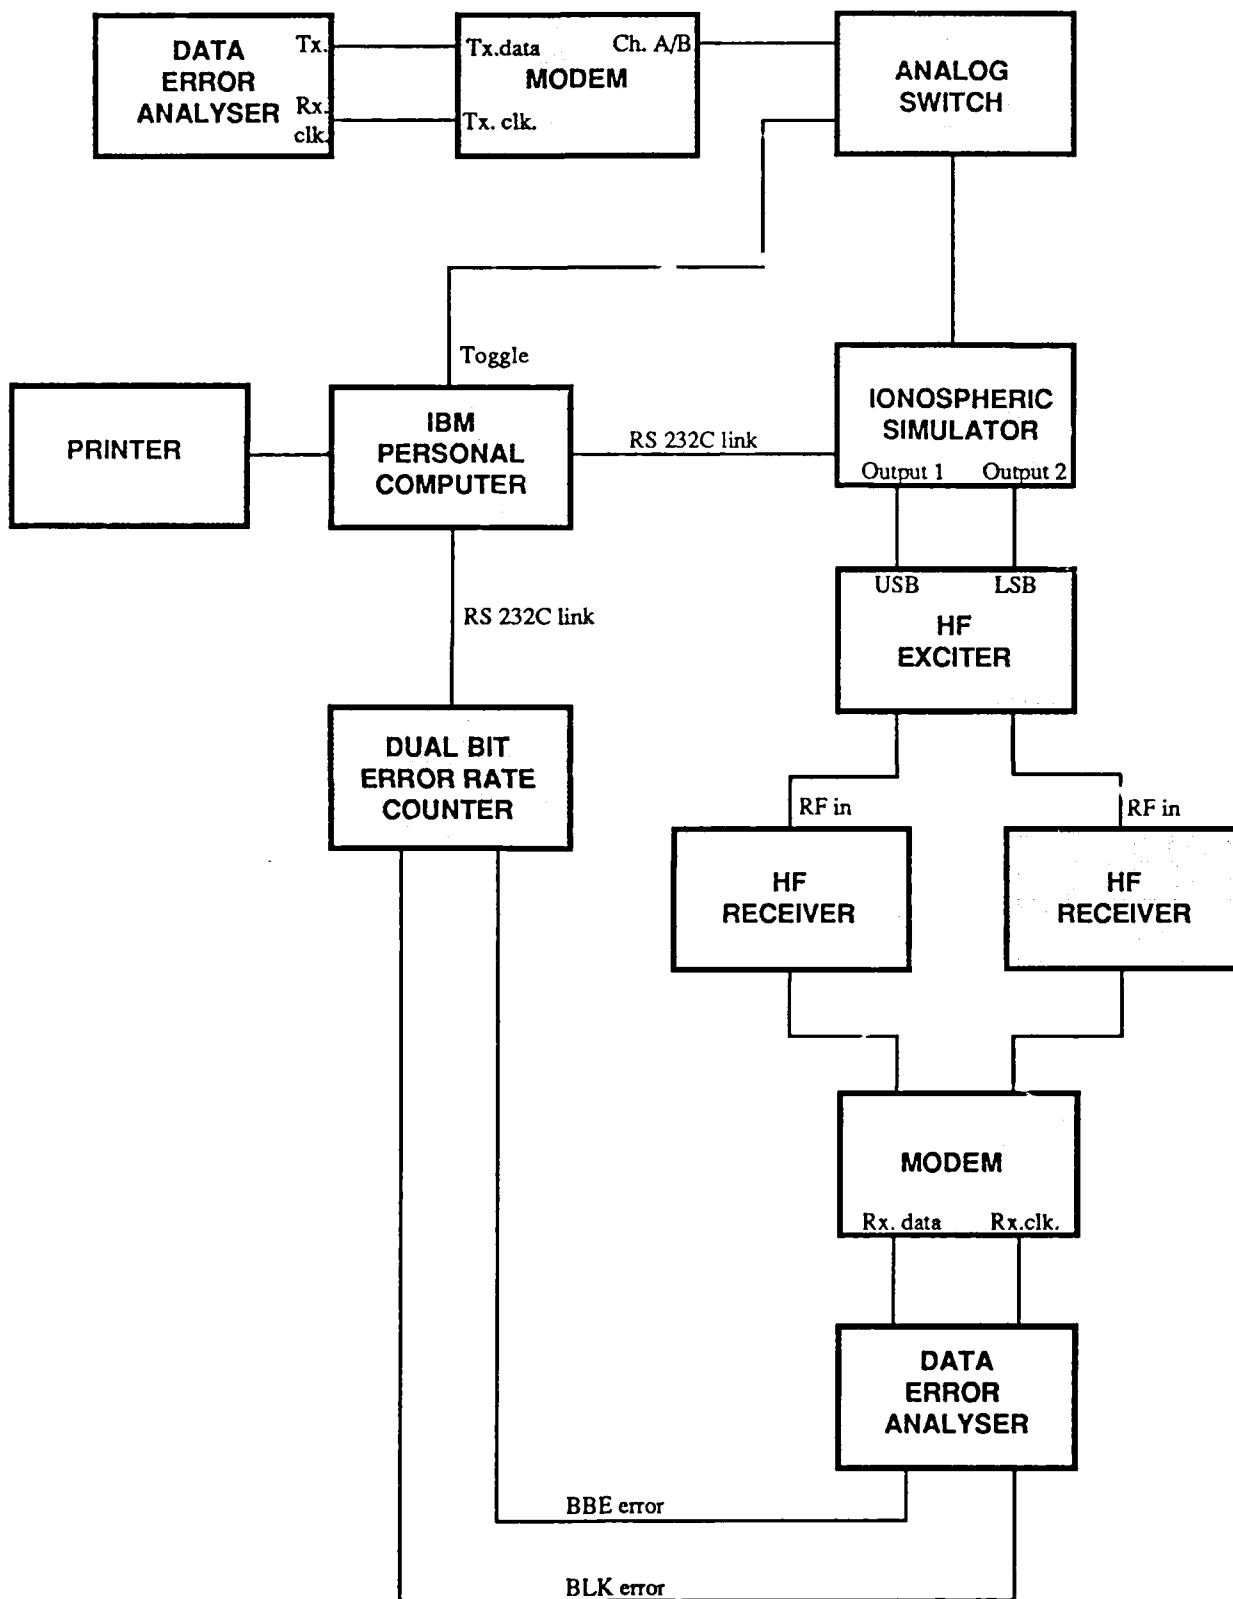 DATA
ERROR
ANALYSER
Tx.
Rx.
clk.
Tx.data
Ch. A/B
MODEM
Tx. clk.
ANALOG
SWITCH
Toggle
PRINTER
IBM
PERSONAL
COMPUTER
RS 232C link
IONOSPHERIC
SIMULATOR
Output 1
Output 2
USB
LSB
HF
EXCITER
RS 232C link
DUAL BIT
ERROR RATE
COUNTER
RF in
RF in
HF
RECEIVER
HF
RECEIVER
MODEM
Rx. data
Rx.clk.
DATA
ERROR
ANALYSER
BBE error
BLK error